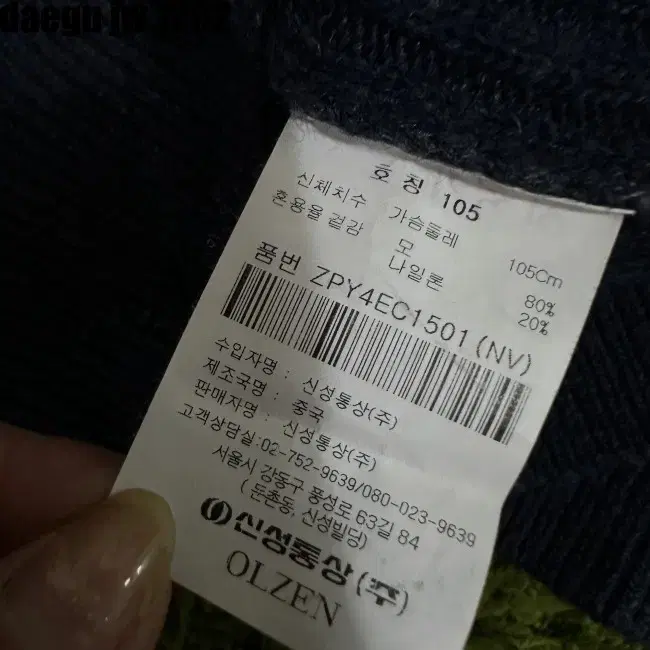 호 칭 105
신체치수 가슴둘레 105Cm
혼용율 겉감 모 80%
나일론 20%
품번 ZPY4EC1501(NV)
수입자명 : 신성통상(주)
제조국명 : 중국
판매자명 : 신성통상(주)
고객상담실:02-752-9639/080-023-9639
서울시 강동구 풍성로 63길 84
( 둔촌동, 신성빌딩)
신성통상(주)
OLZEN